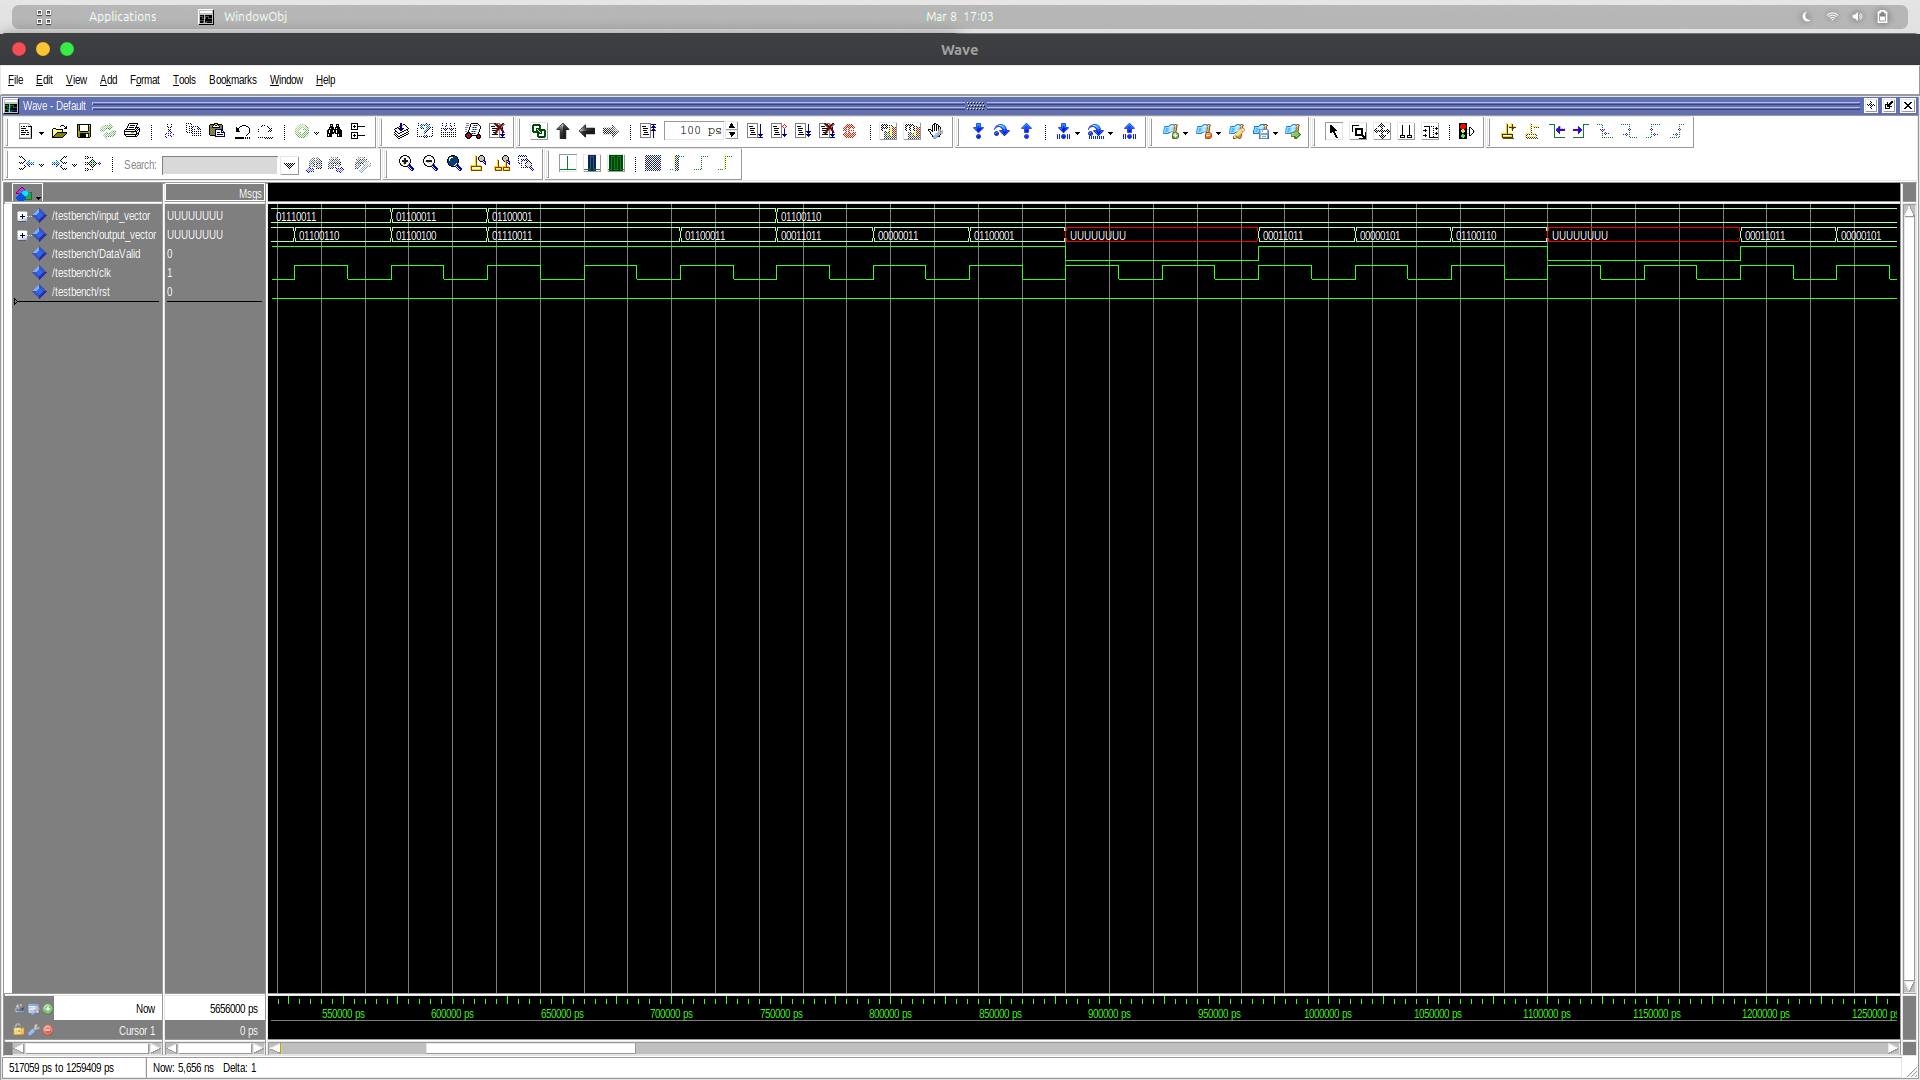 Applications WindowObj Mar 8 17:03
Wave
File Edit View Add Format Tools Bookmarks Window Help
Wave - Default
100 ps
Search:
Msgs
/testbench/input_vector UUUUUUUU 01110011 01100011 01100001 01100110
/testbench/output_vector UUUUUUUU 01100110 01100100 01110011 01100011 00011011 00000011 01100001 UUUUUUUU 00011011 00000101 01100110 UUUUUUUU 00011011 00000101
/testbench/DataValid 0
/testbench/clk 1
/testbench/rst 0
Now 5656000 ps 550000 ps 600000 ps 650000 ps 700000 ps 750000 ps 800000 ps 850000 ps 900000 ps 950000 ps 1000000 ps 1050000 ps 1100000 ps 1150000 ps 1200000 ps 1250000 p
Cursor 1 0 ps
517059 ps to 1259409 ps Now: 5,656 ns Delta: 1